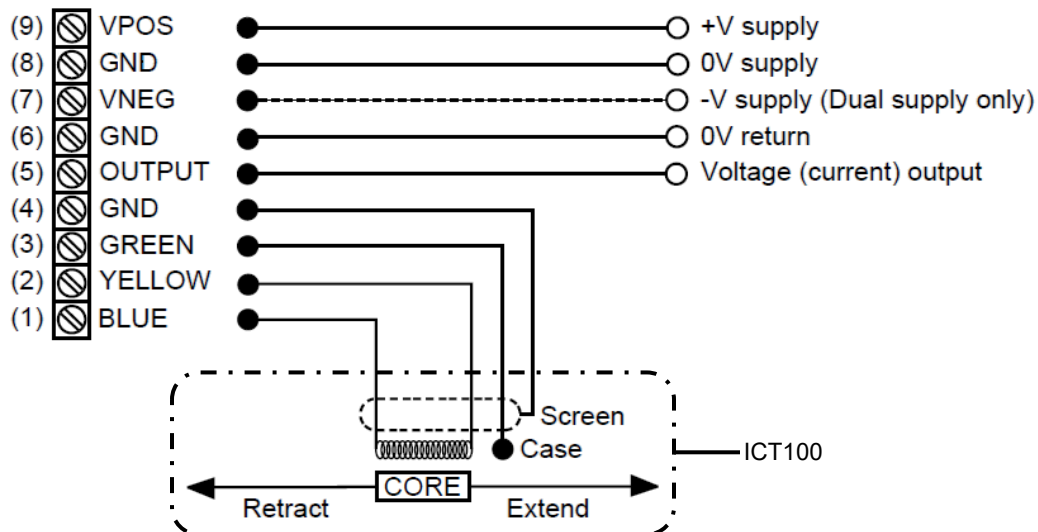 (9) VPOS +V supply
(8) GND 0V supply
(7) VNEG -V supply (Dual supply only)
(6) GND 0V return
(5) OUTPUT Voltage (current) output
(4) GND
(3) GREEN
(2) YELLOW
(1) BLUE
Screen
Case
ICT100
CORE
Retract Extend